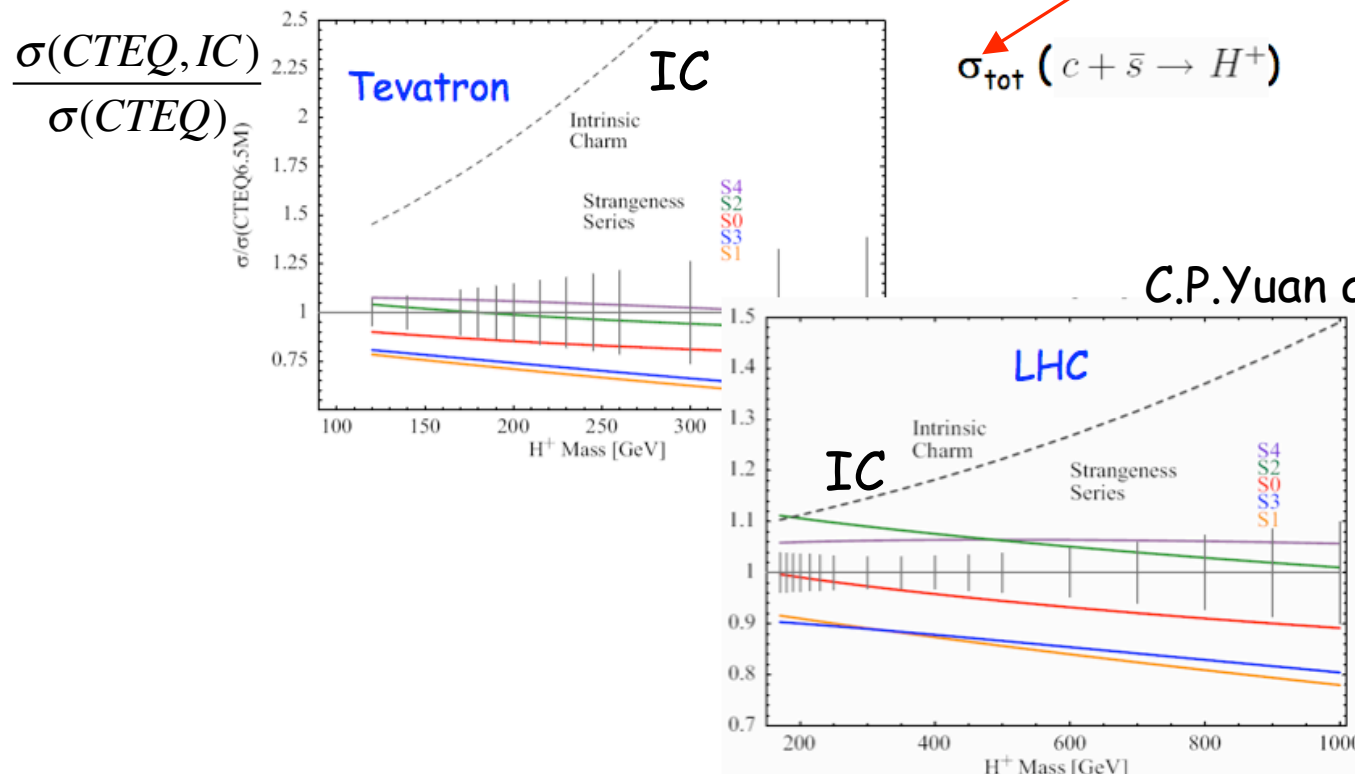 σ(CTEQ, IC)
σ(CTEQ)
σ/σ(CTEQ6.5M)
2.5
2.25
2
1.75
1.5
1.25
1
0.75
Tevatron
IC
Intrinsic
Charm
Strangeness
Series
S4
S2
S0
S3
S1
100 150 200 250 300
H⁺ Mass [GeV]
σtot ( c + s̄ → H⁺)
C.P.Yuan
1.5
1.4
1.3
1.2
1.1
1
0.9
0.8
0.7
LHC
IC
Intrinsic
Charm
Strangeness
Series
S4
S2
S0
S3
S1
200 400 600 800
H⁺ Mass [GeV]